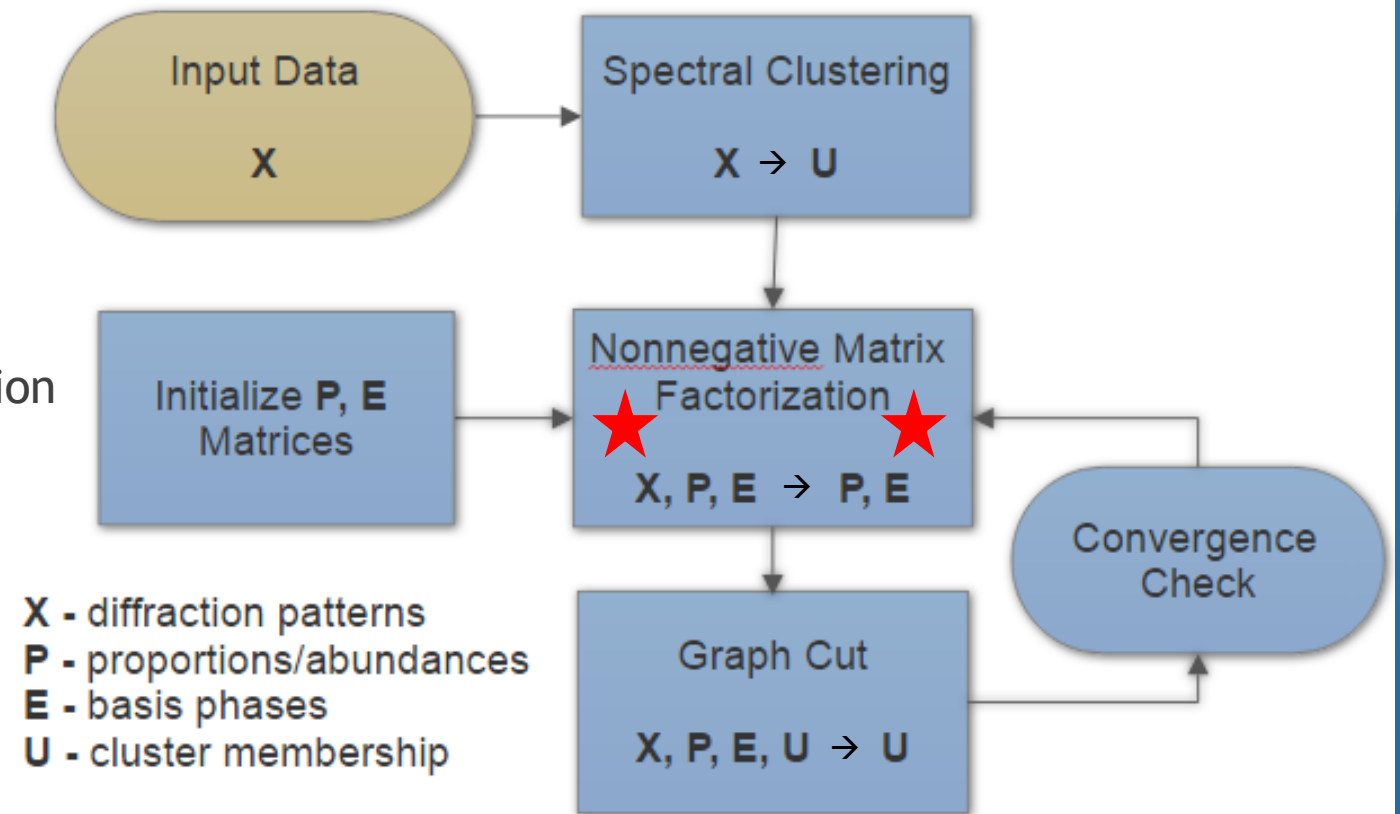 Input Data
X
Spectral Clustering
X → U
ion
Initialize P, E
Matrices
Nonnegative Matrix
Factorization
X, P, E → P, E
Convergence
Check
X - diffraction patterns
P - proportions/abundances
E - basis phases
U - cluster membership
Graph Cut
X, P, E, U → U